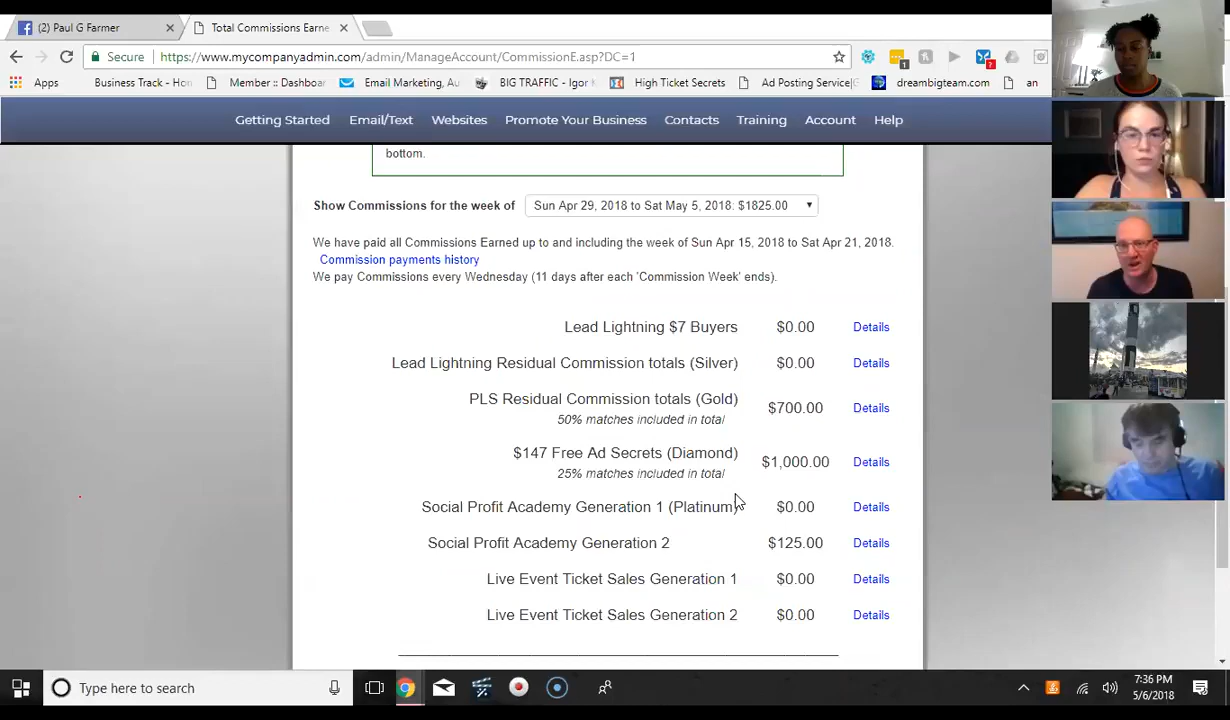 (2) Paul G Farmer
Total Commissions Earne
Secure
https://www.mycompanyadmin.com/admin/ManageAccount/CommissionE.asp?DC=1
Apps Business Track - Hon Member :: Dashboar Email Marketing, Au BIG TRAFFIC - Igor High Ticket Secrets Ad Posting Service|G dreambigteam.com an
Getting Started Email/Text Websites Promote Your Business Contacts Training Account Help
bottom.
Show Commissions for the week of Sun Apr 29, 2018 to Sat May 5, 2018: $1825.00
We have paid all Commissions Earned up to and including the week of Sun Apr 15, 2018 to Sat Apr 21, 2018.
Commission payments history
We pay Commissions every Wednesday (11 days after each 'Commission Week' ends).
Lead Lightning $7 Buyers $0.00 Details
Lead Lightning Residual Commission totals (Silver) $0.00 Details
PLS Residual Commission totals (Gold) $700.00 Details
50% matches included in total
$147 Free Ad Secrets (Diamond) $1,000.00 Details
25% matches included in total
Social Profit Academy Generation 1 (Platinum) $0.00 Details
Social Profit Academy Generation 2 $125.00 Details
Live Event Ticket Sales Generation 1 $0.00 Details
Live Event Ticket Sales Generation 2 $0.00 Details
Type here to search
7:36 PM
5/6/2018